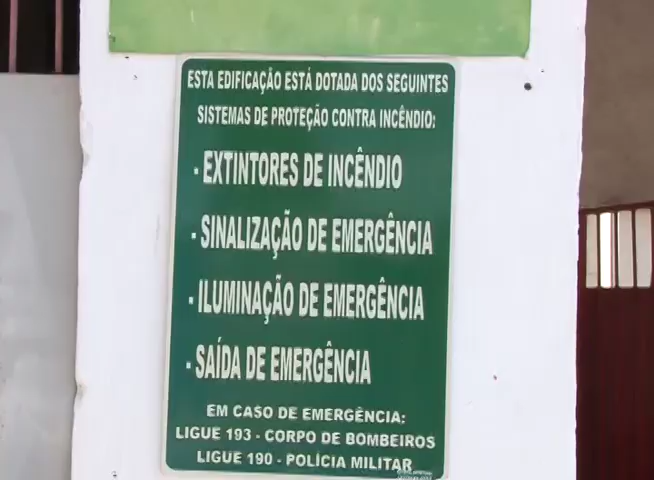 ESTA EDIFICAÇÃO ESTÁ DOTADA DOS SEGUINTES
SISTEMAS DE PROTEÇÃO CONTRA INCÊNDIO:
- EXTINTORES DE INCÊNDIO
- SINALIZAÇÃO DE EMERGÊNCIA
- ILUMINAÇÃO DE EMERGÊNCIA
- SAÍDA DE EMERGÊNCIA
EM CASO DE EMERGÊNCIA:
LIGUE 193 - CORPO DE BOMBEIROS
LIGUE 190 - POLÍCIA MILITAR